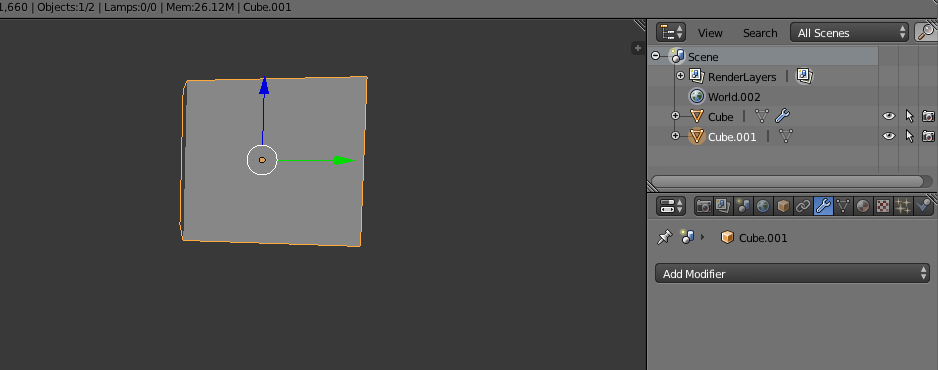 1,660 | Objects:1/2 | Lamps:0/0 | Mem:26.12M | Cube.001
View Search All Scenes
Scene
RenderLayers |
World.002
Cube |
Cube.001 |
Cube.001
Add Modifier